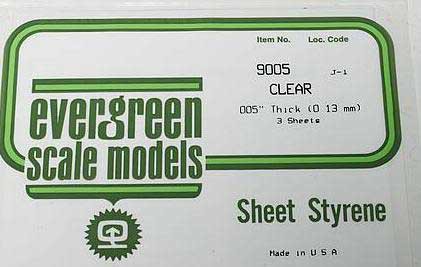 Item No. Loc. Code
9005 J-1
CLEAR
.005" Thick (0.13 mm)
3 Sheets
evergreen
scale models
Sheet Styrene
Made in U S A